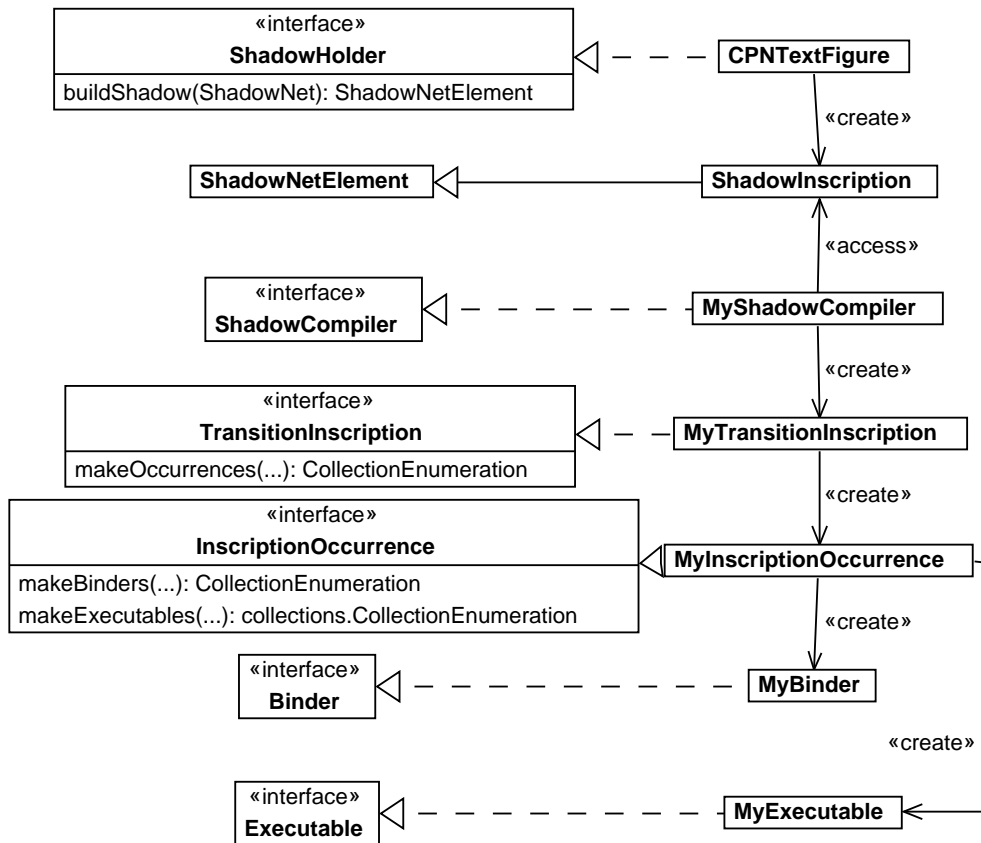 «interface»
ShadowHolder
buildShadow(ShadowNet): ShadowNetElement
CPNTextFigure
«create»
ShadowNetElement
ShadowInscription
«access»
«interface»
ShadowCompiler
MyShadowCompiler
«create»
«interface»
TransitionInscription
makeOccurrences(...): CollectionEnumeration
MyTransitionInscription
«create»
«interface»
InscriptionOccurrence
makeBinders(...): CollectionEnumeration
makeExecutables(...): collections.CollectionEnumeration
MyInscriptionOccurrence
«create»
«interface»
Binder
MyBinder
«create»
«interface»
Executable
MyExecutable